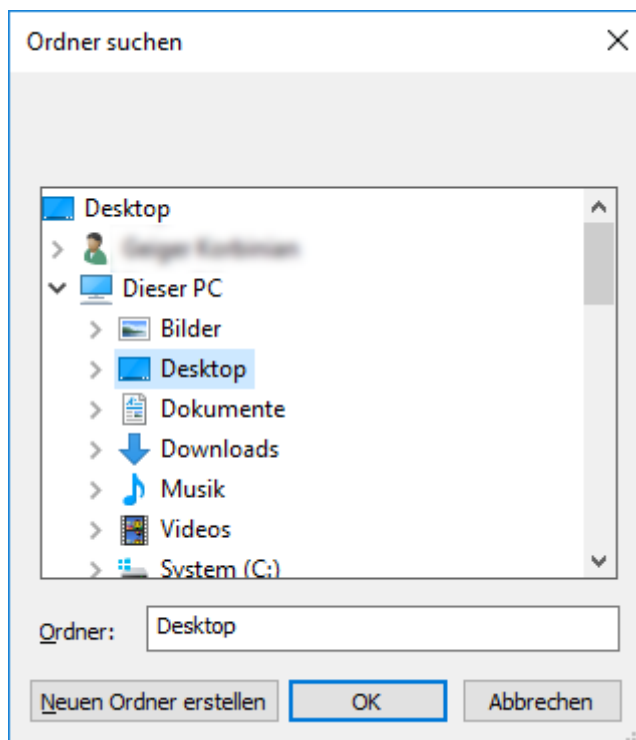 Ordner suchen
Desktop
Dieser PC
Bilder
Desktop
Dokumente
Downloads
Musik
Videos
System (C:)
Ordner: Desktop
Neuen Ordner erstellen OK Abbrechen